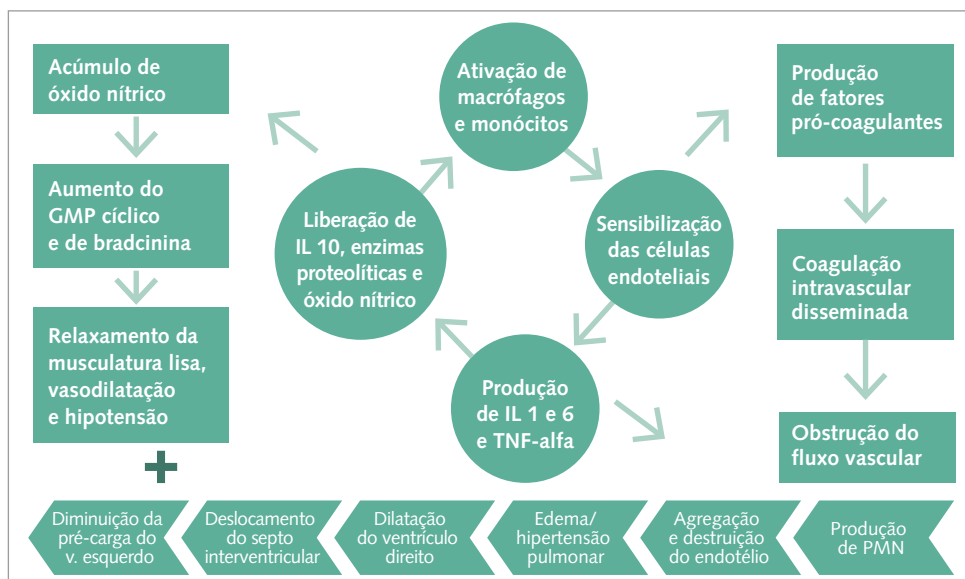 Acúmulo de
óxido nítrico
Aumento do
GMP cíclico
e de bradcinina
Relaxamento da
musculatura lisa,
vasodilatação
e hipotensão
+
Ativação de
macrófagos
e monócitos
Sensibilização
das células
endoteliais
Produção
de IL 1 e 6
e TNF-alfa
Liberação de
IL 10, enzimas
proteolíticas e
óxido nítrico
Produção
de fatores
pró-coagulantes
Coagulação
intravascular
disseminada
Obstrução do
fluxo vascular
Diminuição da
pré-carga do
v. esquerdo
Deslocamento
do septo
interventricular
Dilatação
do ventrículo
direito
Edema/
hipertensão
pulmonar
Agregação
e destruição
do endotélio
Produção
de PMN